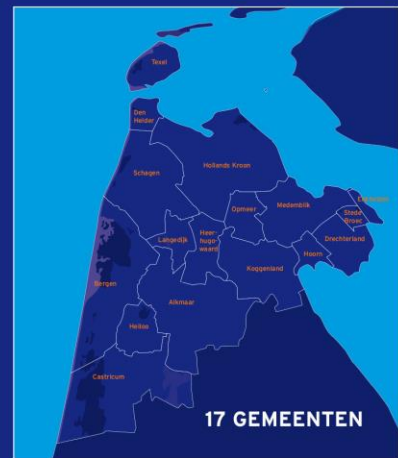 Texel
Den
Helder
Schagen
Hollands Kroon
Opmeer
Medemblik
Enkhuizen
Stede
Broec
Drechterland
Hoorn
Langedijk
Heer-
hugo-
waard
Koggenland
Bergen
Alkmaar
Heiloo
Castricum
17 GEMEENTEN